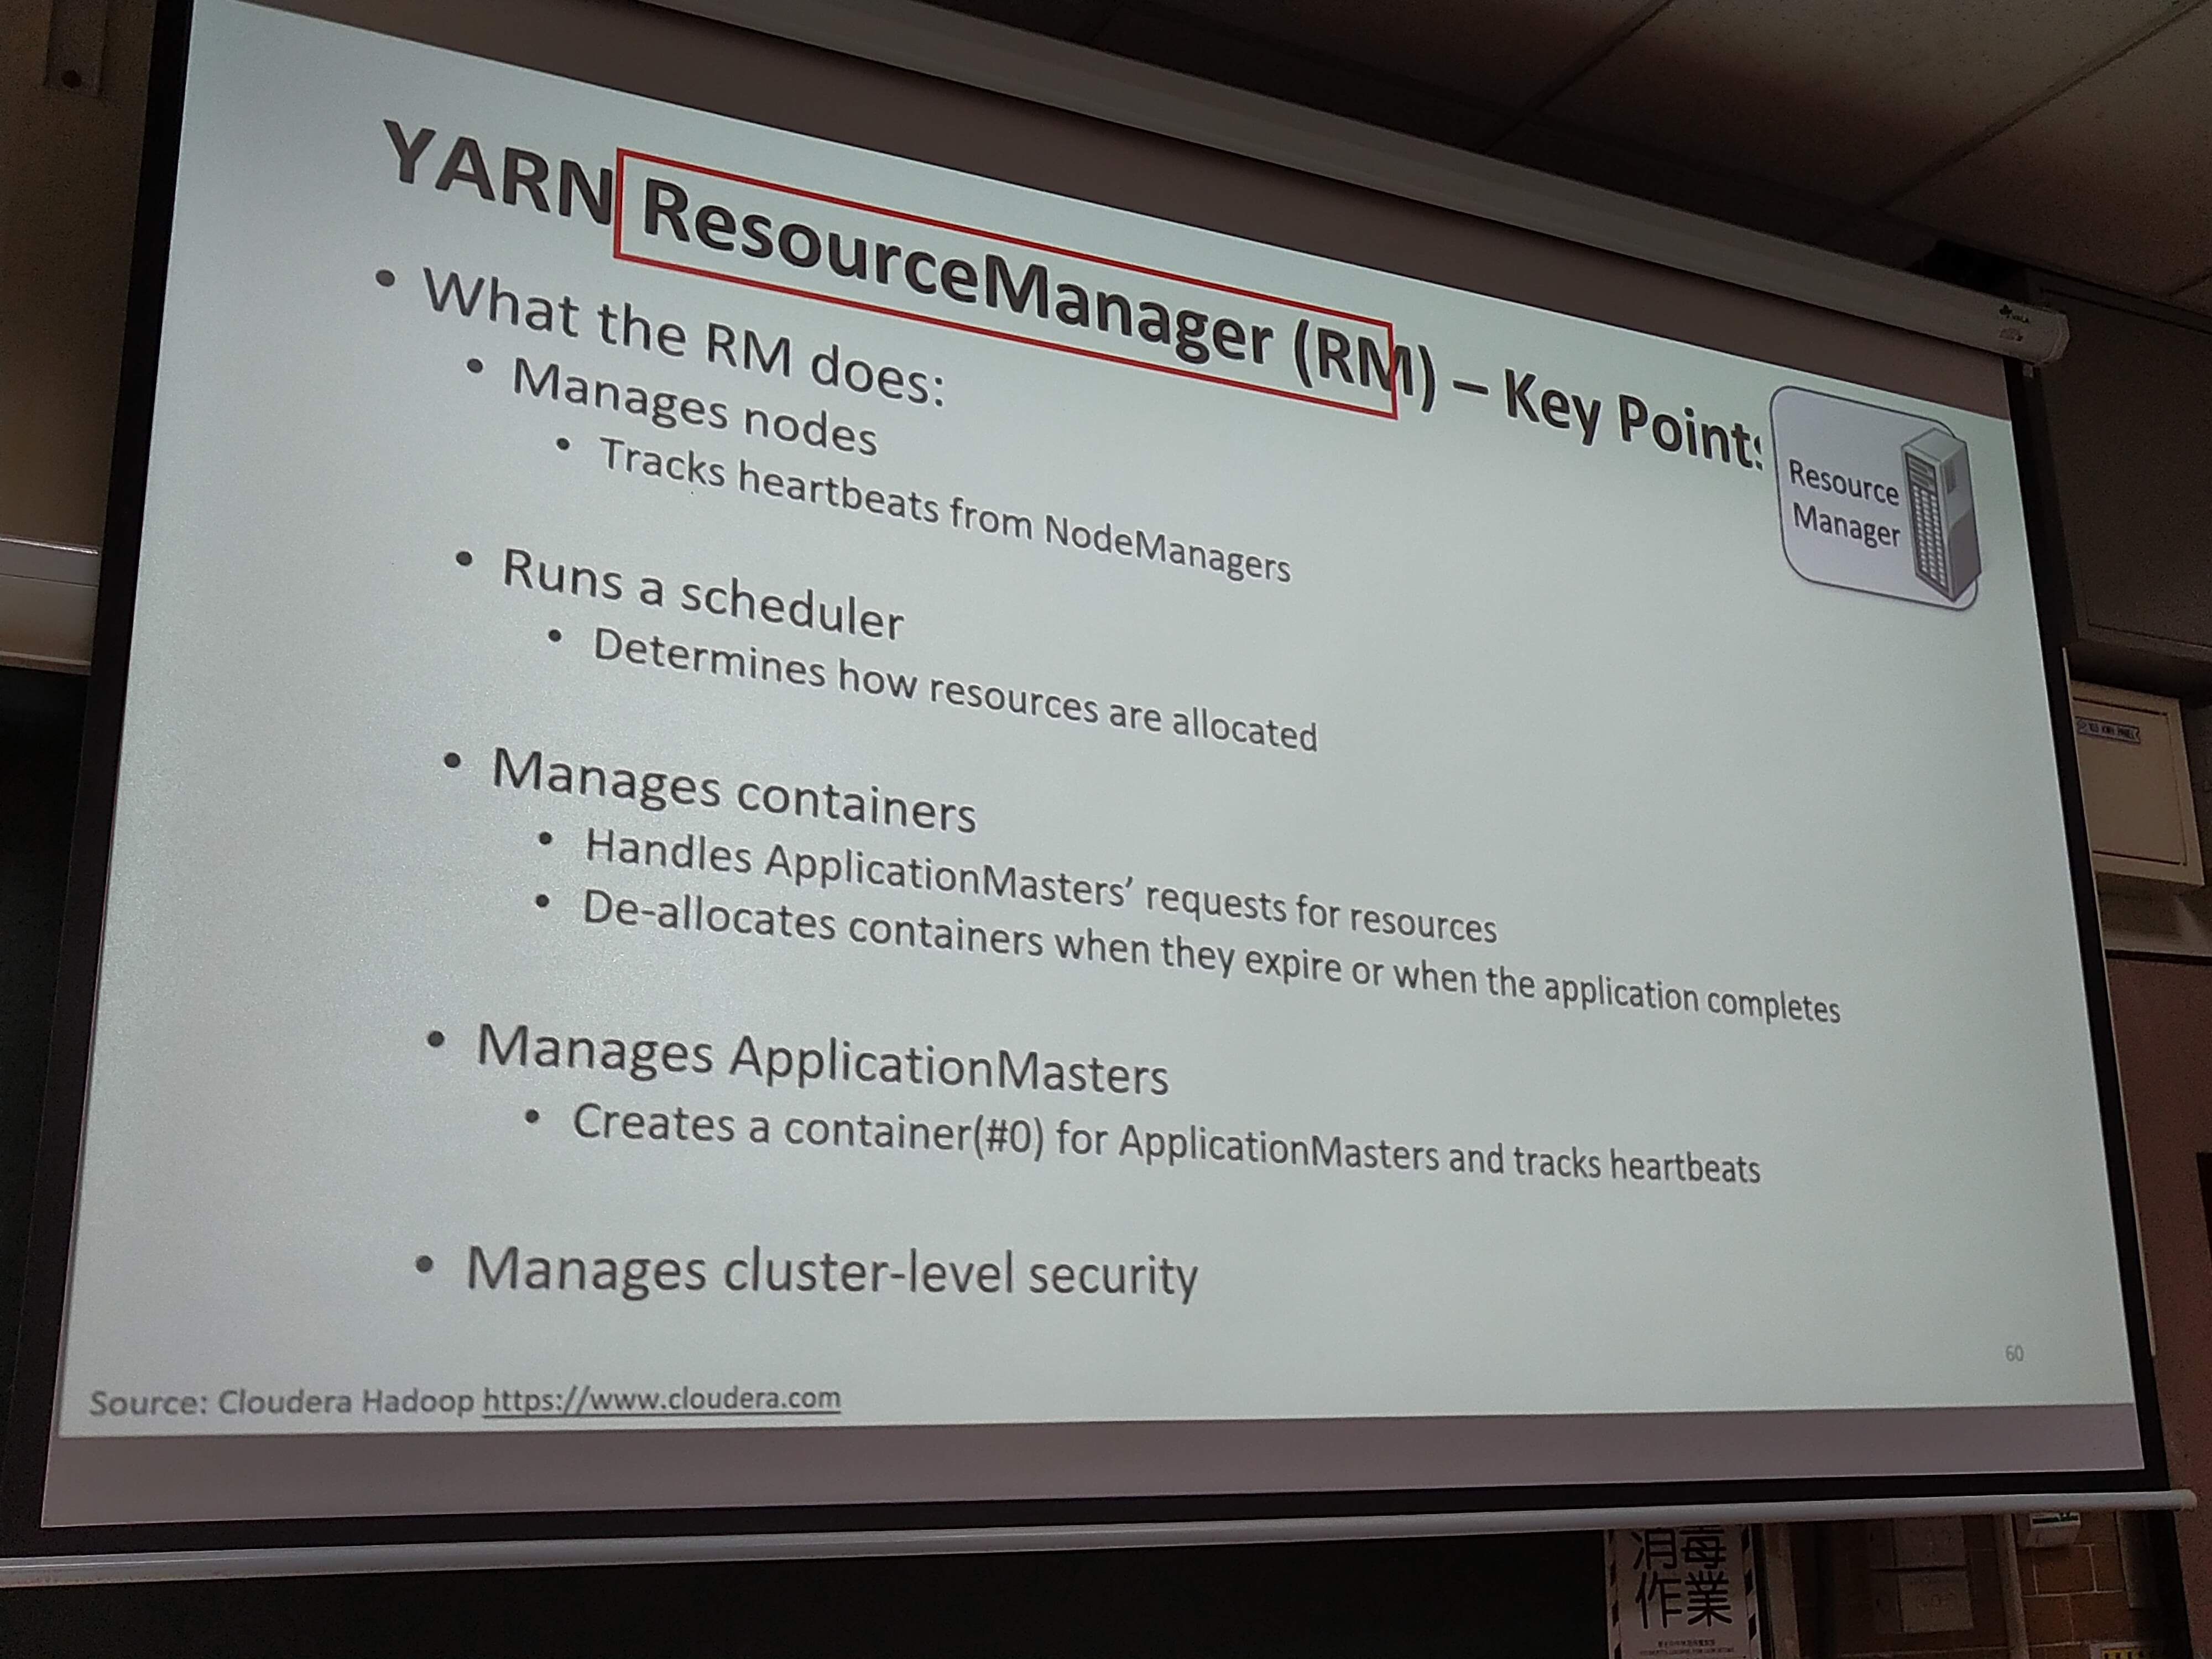 YARN ResourceManager (RM) – Key Points
Resource
Manager
• What the RM does:
• Manages nodes
• Tracks heartbeats from NodeManagers
• Runs a scheduler
• Determines how resources are allocated
• Manages containers
• Handles ApplicationMasters’ requests for resources
• De-allocates containers when they expire or when the application completes
• Manages ApplicationMasters
• Creates a container(#0) for ApplicationMasters and tracks heartbeats
• Manages cluster-level security
60
Source: Cloudera Hadoop https://www.cloudera.com
消毒
作業